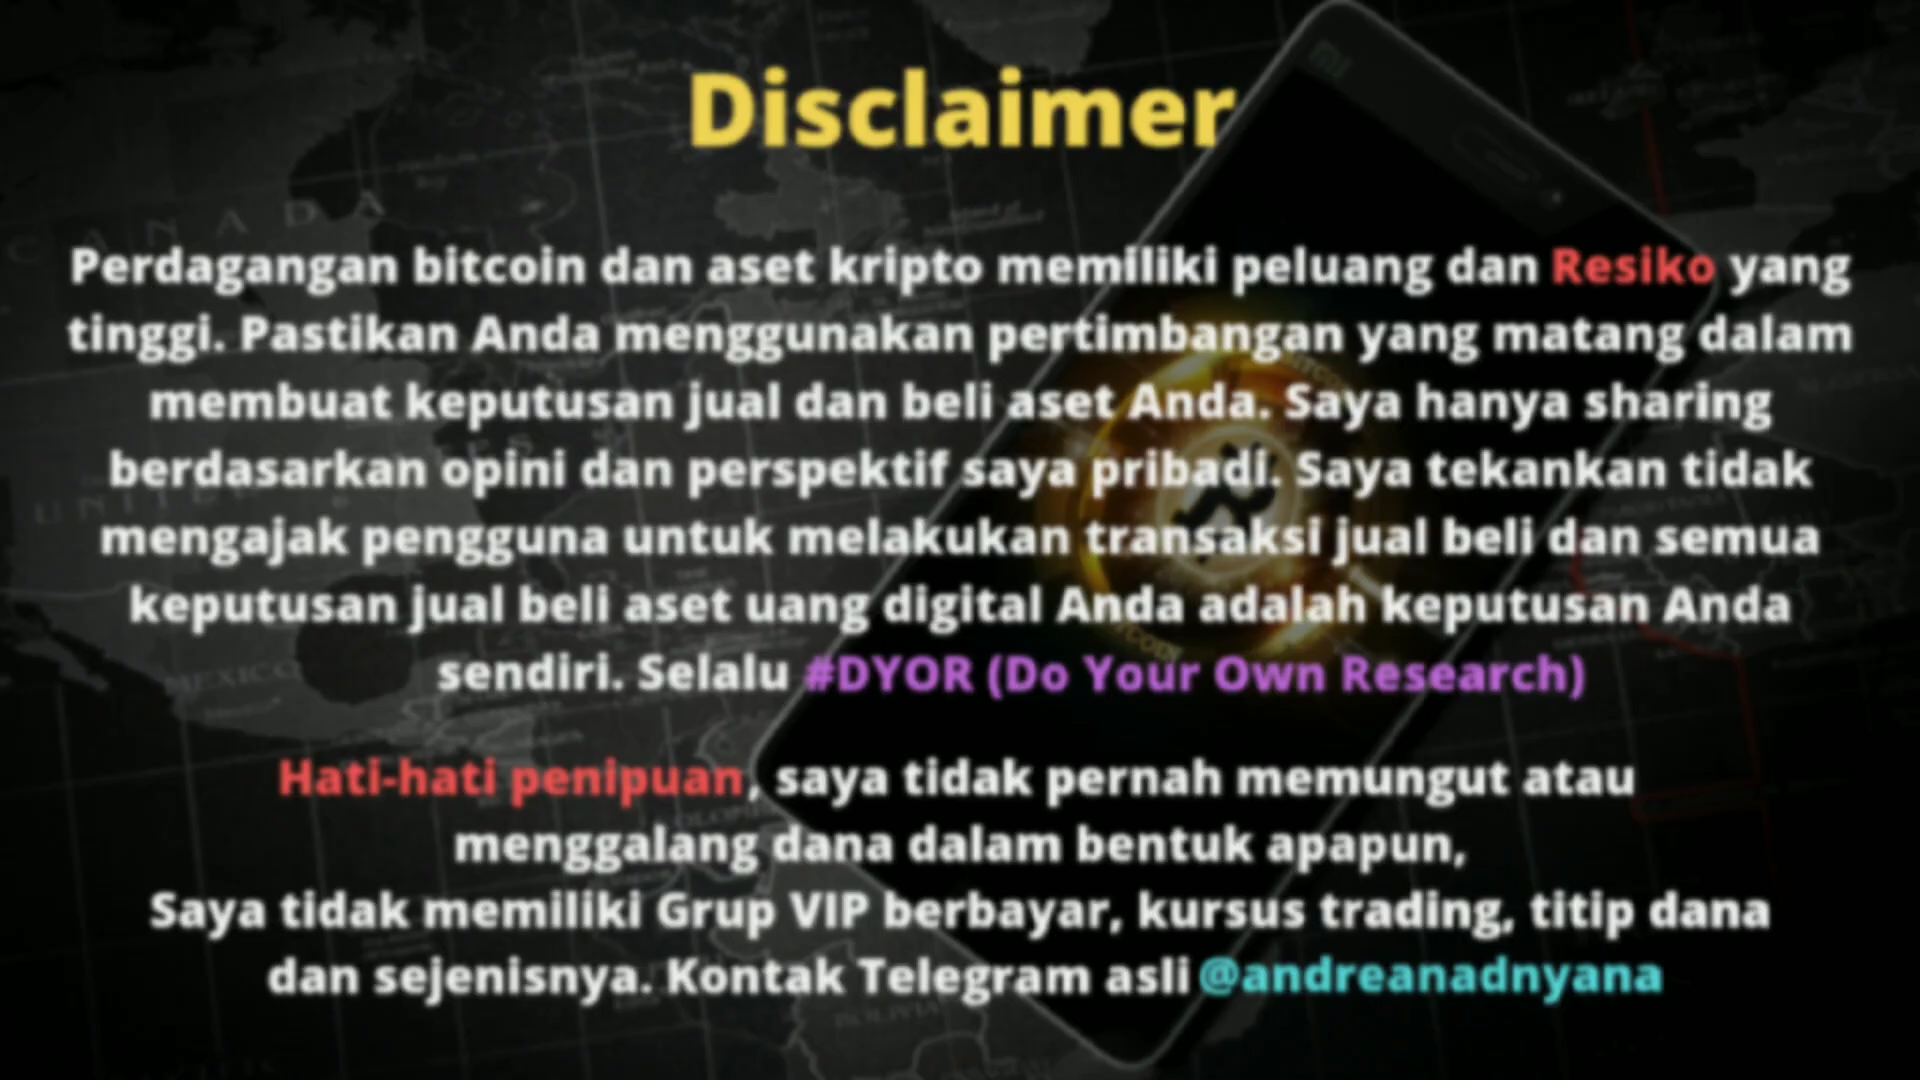 Disclaimer
Perdagangan bitcoin dan aset kripto memiliki peluang dan Resiko yang
tinggi. Pastikan Anda menggunakan pertimbangan yang matang dalam
membuat keputusan jual dan beli aset Anda. Saya hanya sharing
berdasarkan opini dan perspektif saya pribadi. Saya tekankan tidak
mengajak pengguna untuk melakukan transaksi jual beli dan semua
keputusan jual beli aset uang digital Anda adalah keputusan Anda
sendiri. Selalu #DYOR (Do Your Own Research)
Hati-hati penipuan, saya tidak pernah memungut atau
menggalang dana dalam bentuk apapun,
Saya tidak memiliki Grup VIP berbayar, kursus trading, titip dana
dan sejenisnya. Kontak Telegram asli @andreanadnyana
CANADA
MEXICO
BOLIVIA